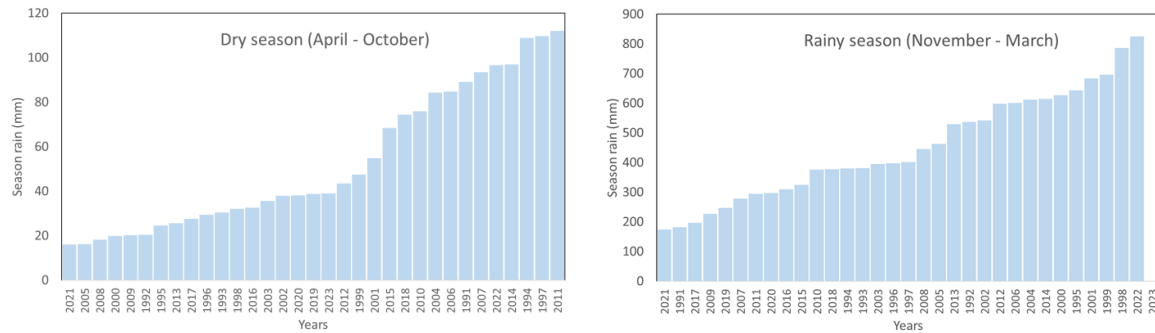 Dry season (April - October)
Season rain (mm)
120
100
80
60
40
20
0
2021 2005 2008 2000 2009 1992 1995 2013 2017 1996 1993 1998 2016 2003 2002 2020 2019 2023 2012 1999 2001 2015 2018 2010 2004 2006 1991 2007 2022 2014 1994 1997 2011
Years
Rainy season (November - March)
Season rain (mm)
900
800
700
600
500
400
300
200
100
0
2021 1991 2017 2009 2019 2007 2011 2020 2016 2015 2010 2018 1994 1993 2003 1996 1997 2008 2005 2013 1992 2002 2012 2006 2004 2014 2000 1995 2001 1999 1998 2022 2023
Years